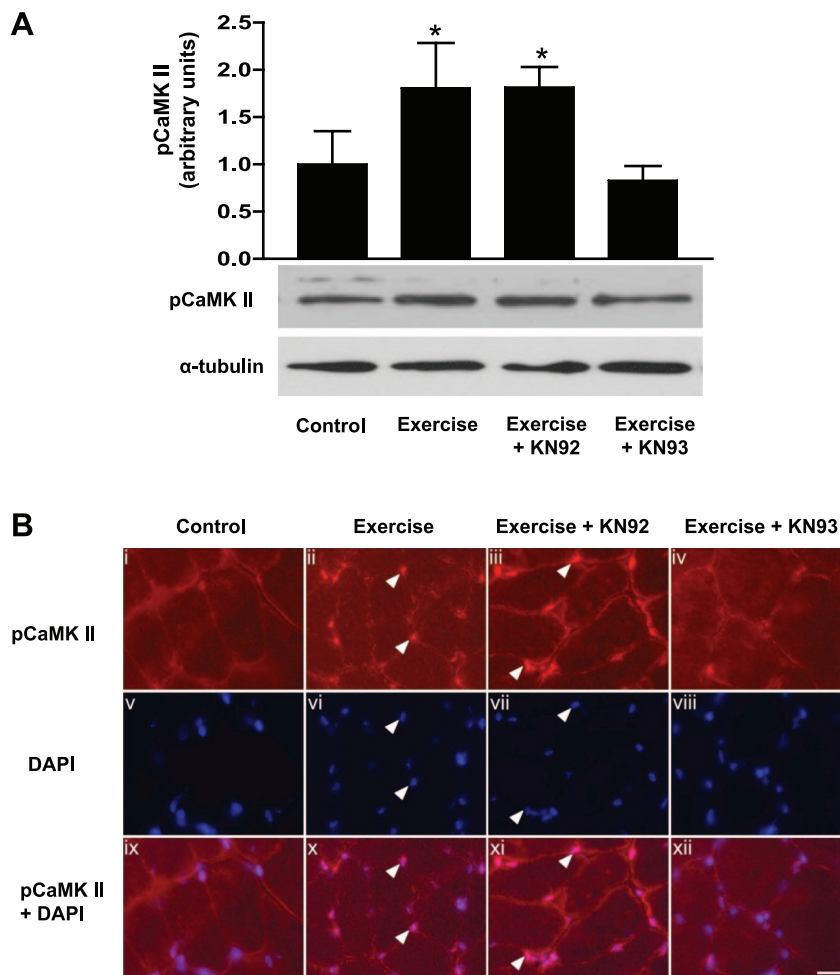 A
pCaMK II
(arbitrary units)
2.5
2.0
1.5
1.0
0.5
0.0
* *
pCaMK II
α-tubulin
Control Exercise Exercise Exercise
+ KN92 + KN93
B
Control Exercise Exercise + KN92 Exercise + KN93
i ii iii iv
pCaMK II
v vi vii viii
DAPI
ix x xi xii
pCaMK II
+ DAPI